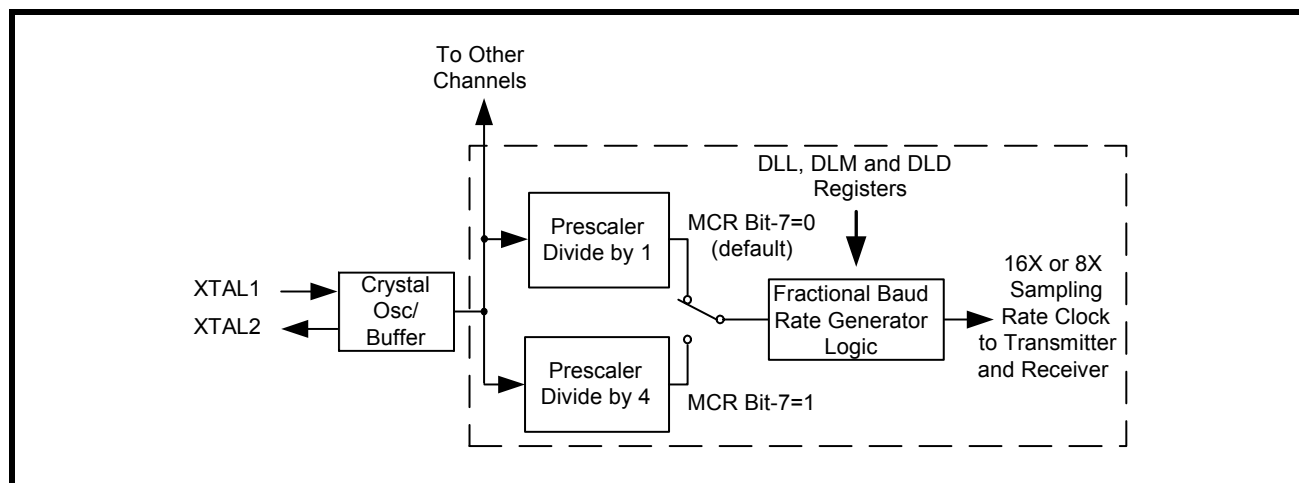 To Other
Channels
DLL, DLM and DLD
Registers
Prescaler
Divide by 1
MCR Bit-7=0
(default)
XTAL1
XTAL2
Crystal
Osc/
Buffer
Fractional Baud
Rate Generator
Logic
16X or 8X
Sampling
Rate Clock
to Transmitter
and Receiver
Prescaler
Divide by 4
MCR Bit-7=1